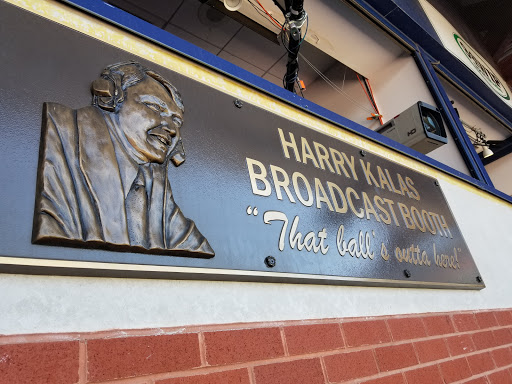 HARRY KALAS
BROADCAST BOOTH
"That ball's outta here!"